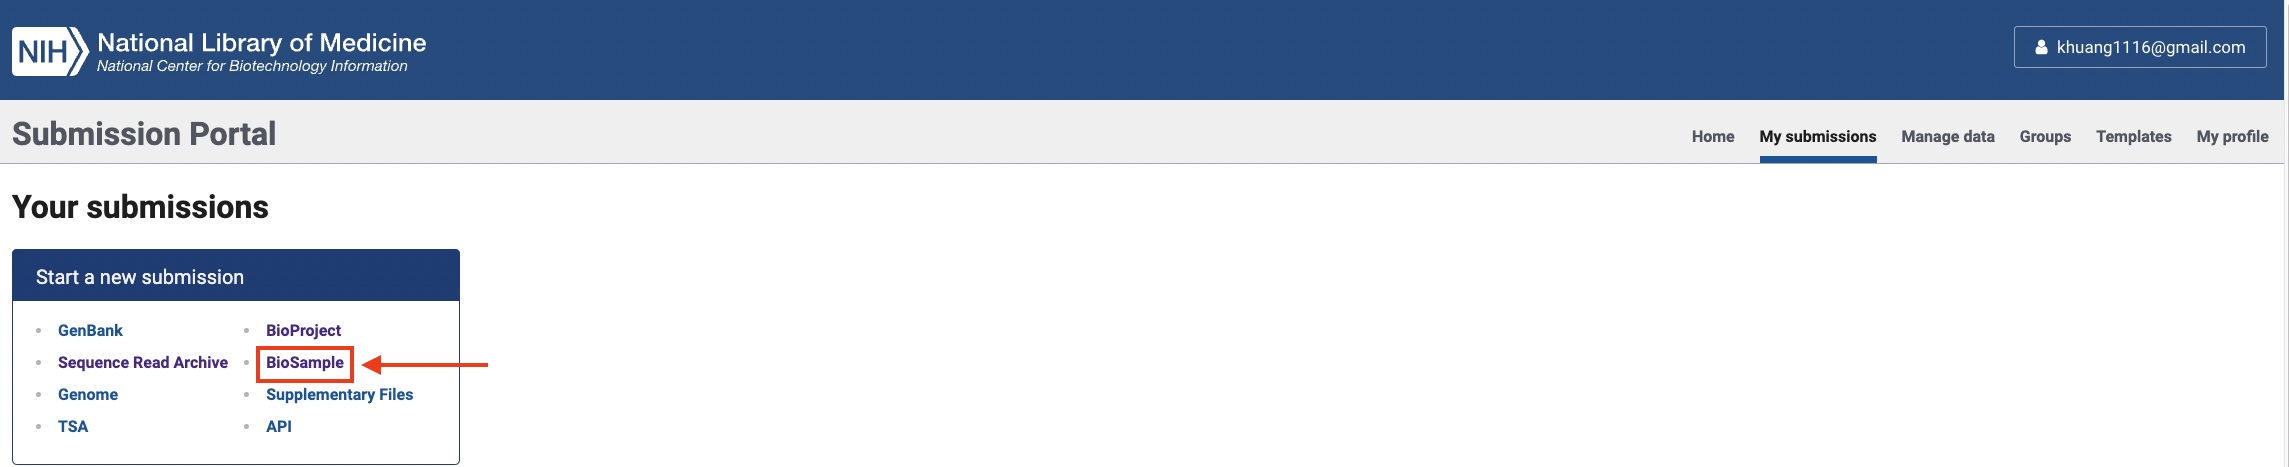 NIH National Library of Medicine
National Center for Biotechnology Information
khuang1116@gmail.com
Submission Portal
Home My submissions Manage data Groups Templates My profile
Your submissions
Start a new submission
GenBank
BioProject
Sequence Read Archive
BioSample
Genome
Supplementary Files
TSA
API